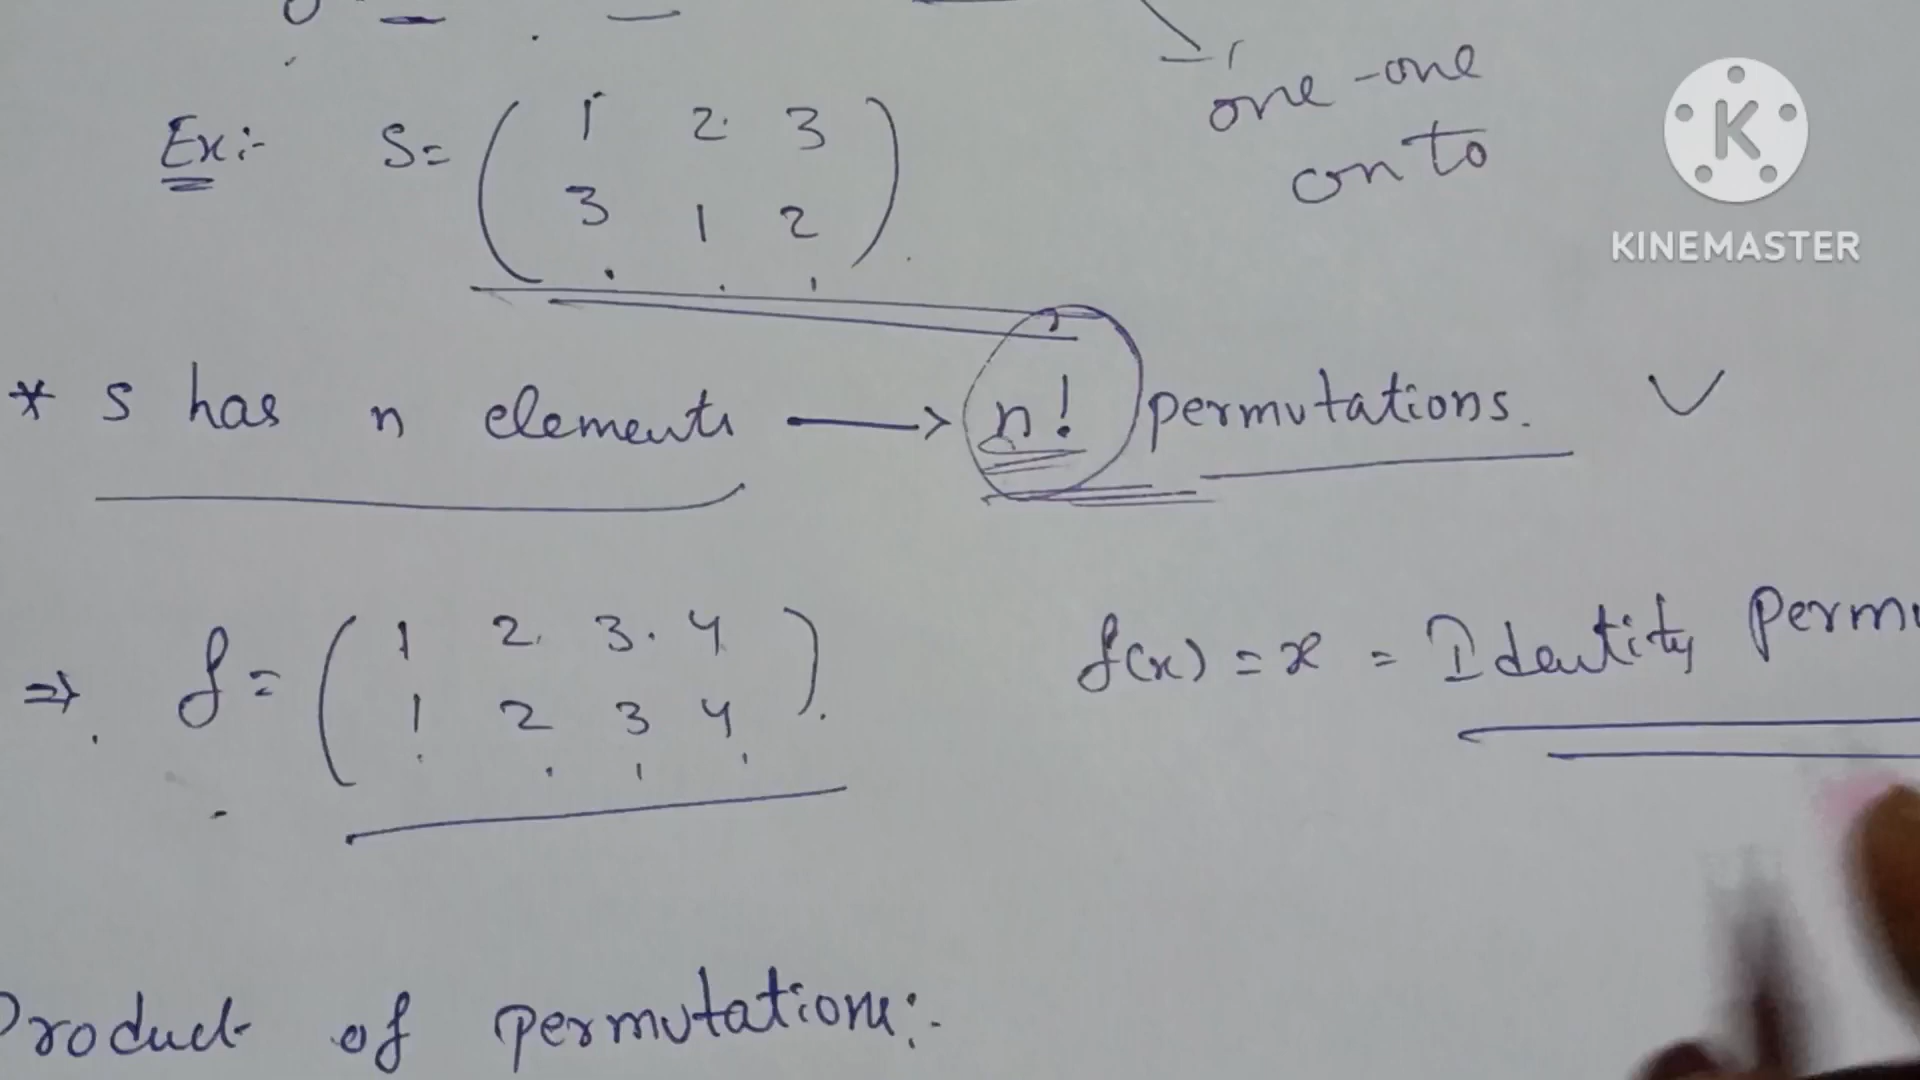 one-one
onto
Ex:- S= ( 1 2 3
3 1 2 )
KINEMASTER
* S has n elements → n! permutations. ✓
⇒ f = ( 1 2 3 4
1 2 3 4 ) f(x) = x = Identity Permu
Product of permutations:-